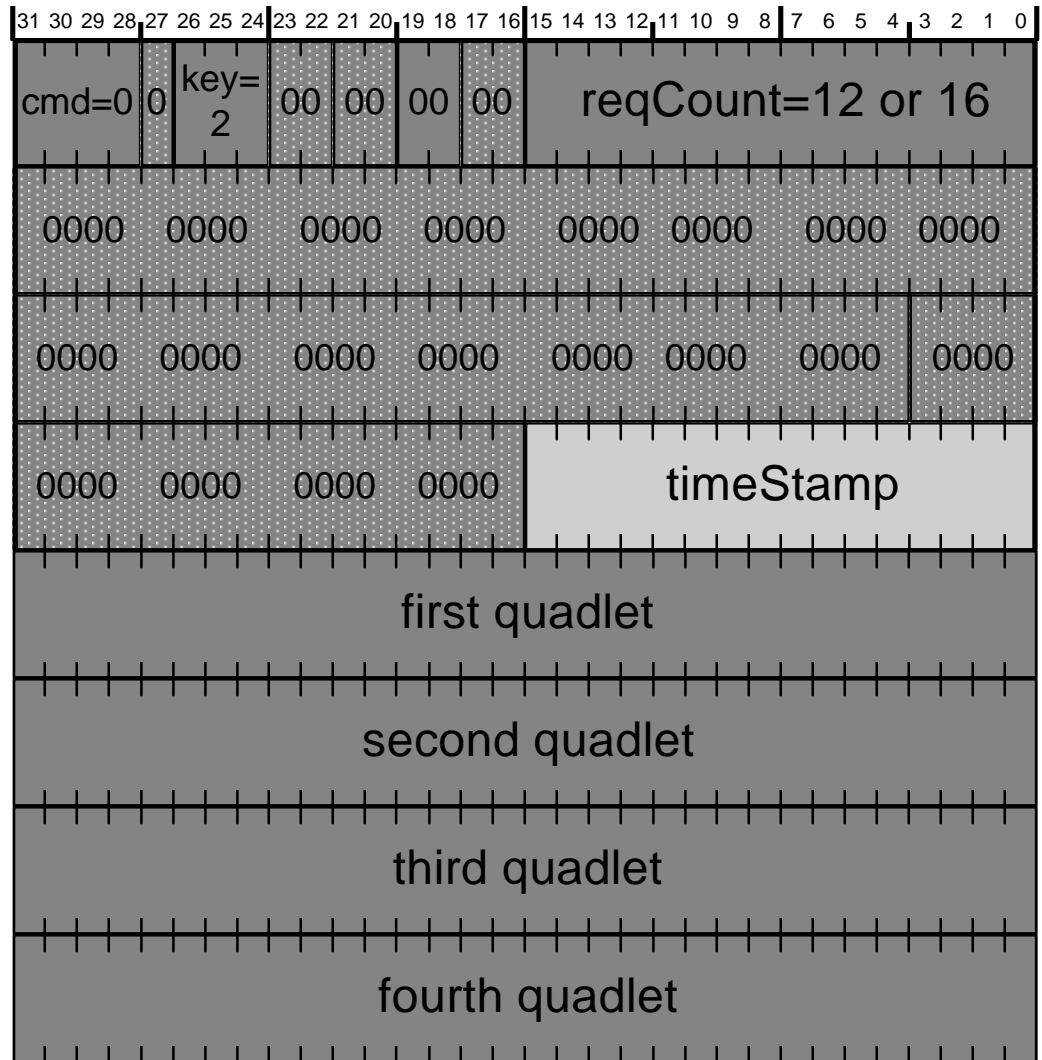 31 30 29 28 27 26 25 24 23 22 21 20 19 18 17 16 15 14 13 12 11 10 9 8 7 6 5 4 3 2 1 0
cmd=0 0 key=2 00 00 00 00 reqCount=12 or 16
0000 0000 0000 0000 0000 0000 0000 0000
0000 0000 0000 0000 0000 0000 0000 0000
0000 0000 0000 0000 timeStamp
first quadlet
second quadlet
third quadlet
fourth quadlet